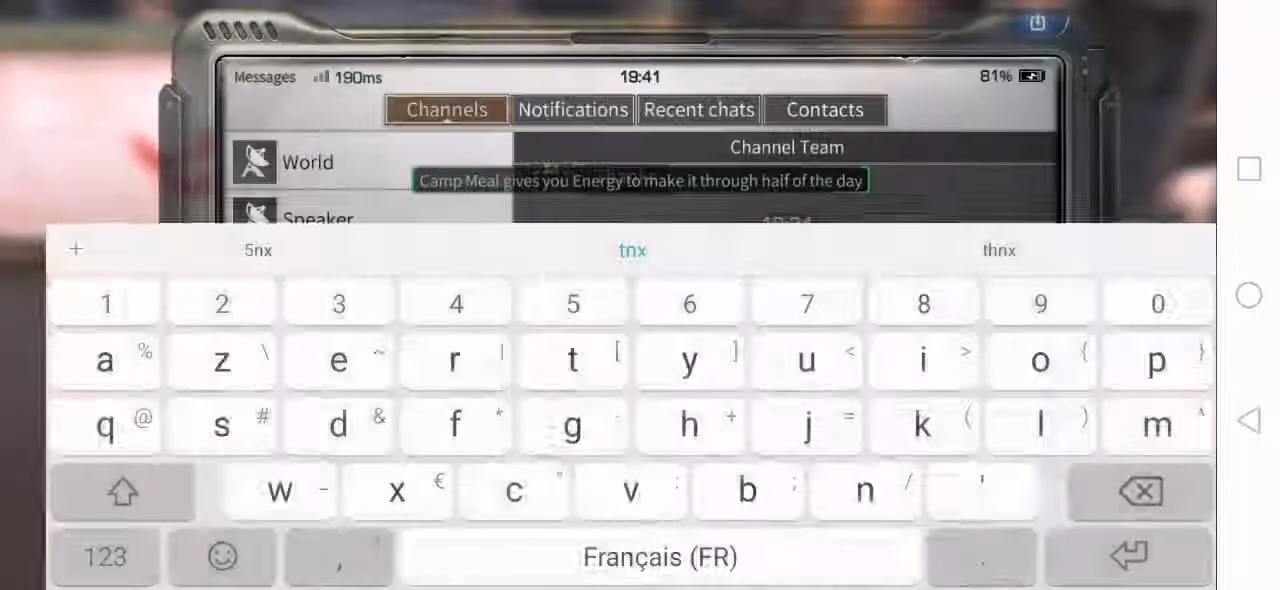 Messages 190ms 19:41 81%
Channels Notifications Recent chats Contacts
World Channel Team
Camp Meal gives you Energy to make it through half of the day
Speaker
+ 5nx tnx thnx
1 2 3 4 5 6 7 8 9 0
a % z \ e ~ r | t [ y ] u < i > o { p }
q @ s # d & f * g - h + j = k ( l ) m ^
w - x € c " v : b ; n / '
123 , Français (FR) .